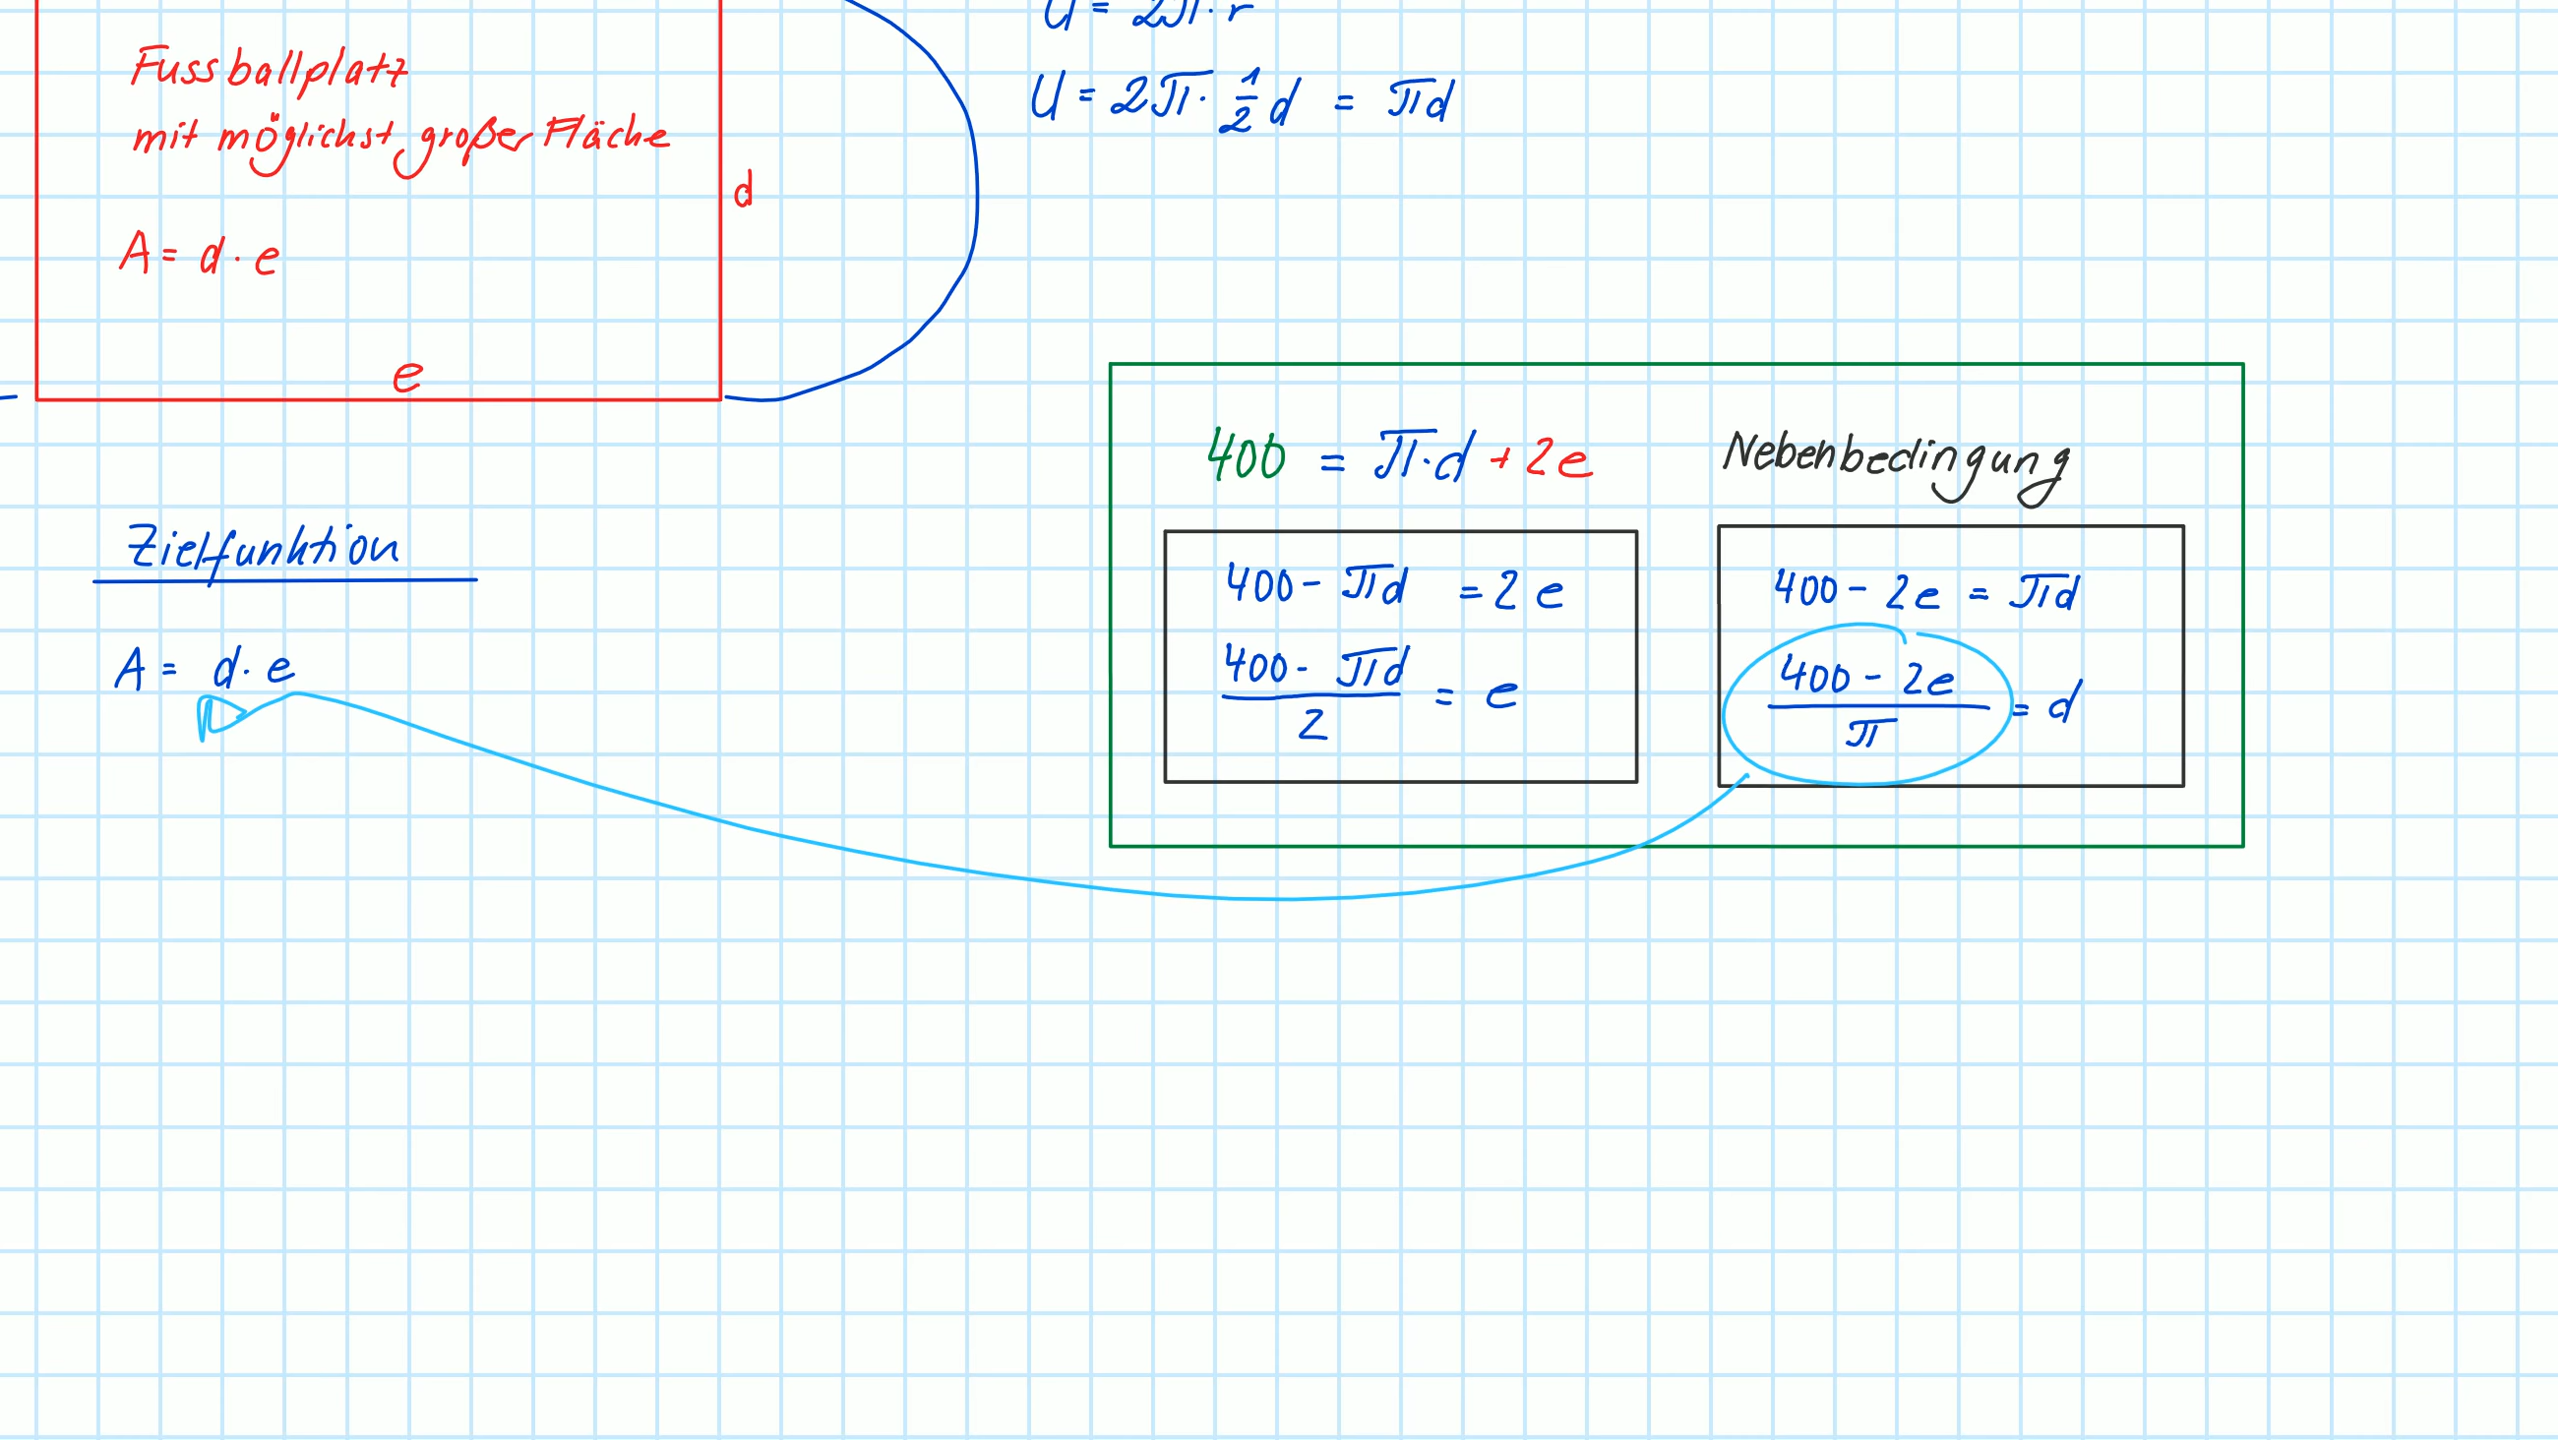 U = 2π · r
Fussballplatz
mit möglichst großer Fläche
U = 2π · 1/2 d = πd
d
A = d · e
e
400 = π · d + 2e
Nebenbedingung
400 - πd = 2e
(400 - πd)/2 = e
400 - 2e = πd
(400 - 2e)/π = d
Zielfunktion
A = d · e